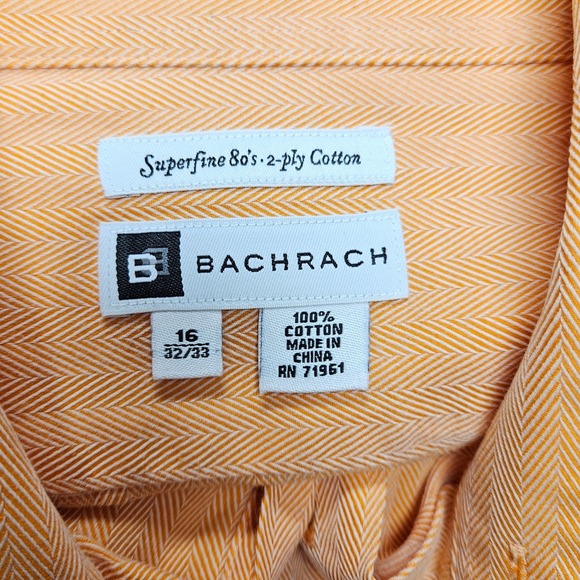 Superfine 80's · 2-ply Cotton
B BACHRACH
16
32/33
100%
COTTON
MADE IN
CHINA
RN 71961